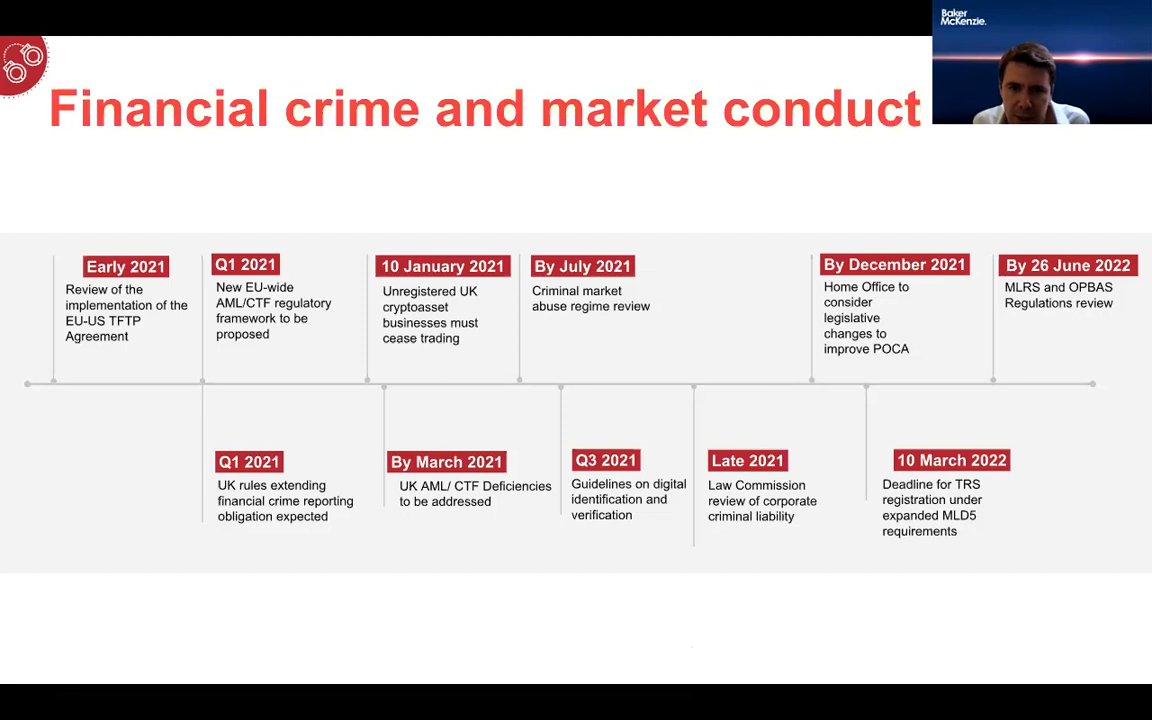 Baker
McKenzie.
Financial crime and market conduct
Early 2021
Review of the
implementation of the
EU-US TFTP
Agreement
Q1 2021
New EU-wide
AML/CTF regulatory
framework to be
proposed
10 January 2021
Unregistered UK
cryptoasset
businesses must
cease trading
By July 2021
Criminal market
abuse regime review
By December 2021
Home Office to
consider
legislative
changes to
improve POCA
By 26 June 2022
MLRS and OPBAS
Regulations review
Q1 2021
UK rules extending
financial crime reporting
obligation expected
By March 2021
UK AML/ CTF Deficiencies
to be addressed
Q3 2021
Guidelines on digital
identification and
verification
Late 2021
Law Commission
review of corporate
criminal liability
10 March 2022
Deadline for TRS
registration under
expanded MLD5
requirements